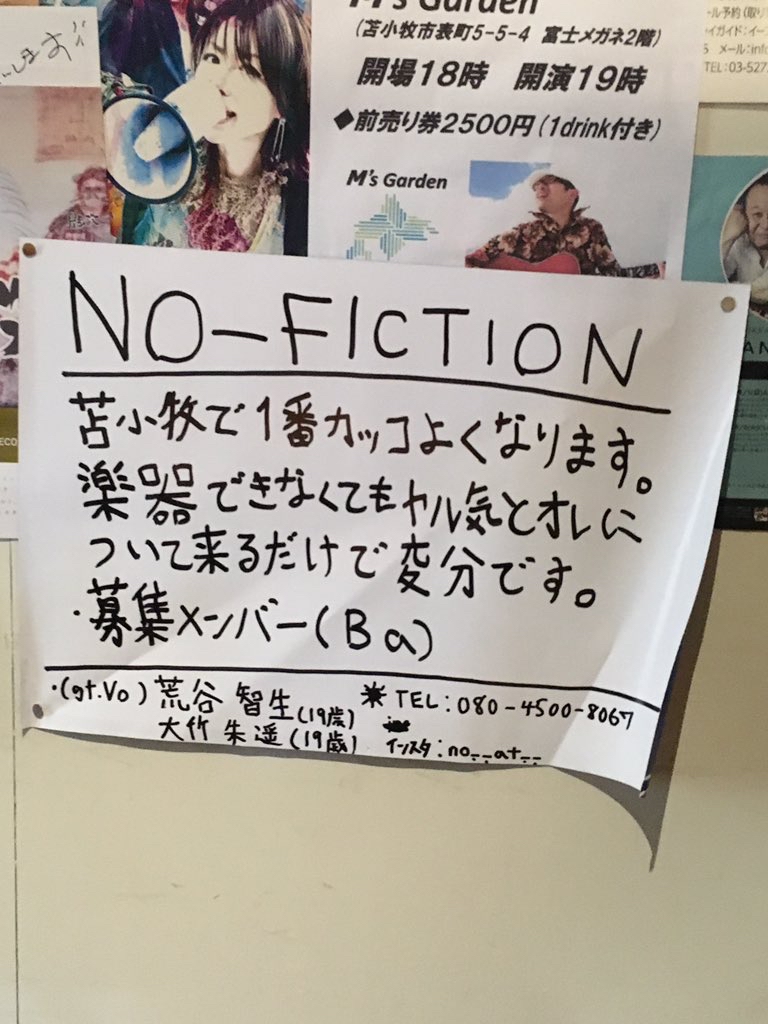 します
M's Garden
(苫小牧市表町5-5-4 富士メガネ2階)
開場18時 開演19時
◆前売り券2500円(1drink付き)
M's Garden
NO-FICTION
苫小牧で1番カッコよくなります。
楽器できなくてもヤル気とオレに
ついて来るだけで変分です。
・募集メンバー(Ba)
・(gt.Vo) 荒谷 智生(19歳)
大竹 朱遥(19歳)
※TEL:080-4500-8067
インスタ:no__at__